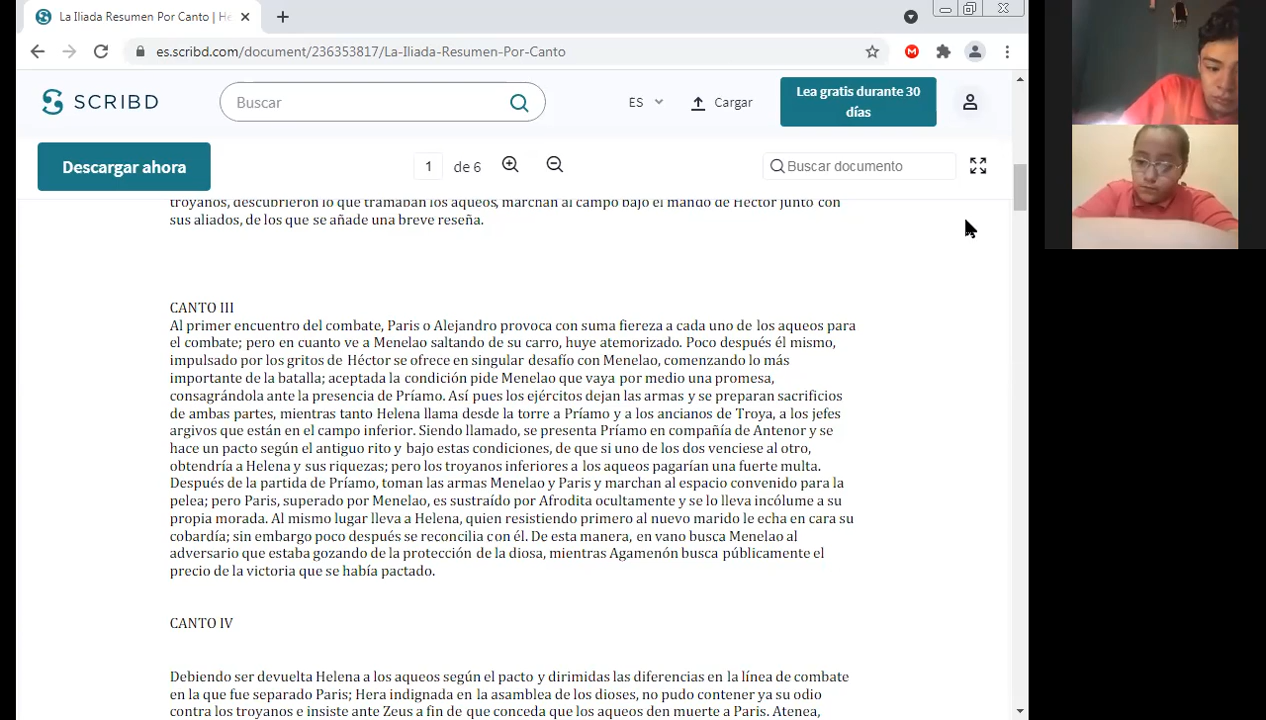 La Iliada Resumen Por Canto | He
es.scribd.com/document/236353817/La-Iliada-Resumen-Por-Canto
SCRIBD
Buscar
ES
Cargar
Lea gratis durante 30
días
Descargar ahora
1 de 6
Buscar documento
troyanos, descubrieron lo que tramaban los aqueos, marchan al campo bajo el mando de Héctor junto con
sus aliados, de los que se añade una breve reseña.
CANTO III
Al primer encuentro del combate, Paris o Alejandro provoca con suma fiereza a cada uno de los aqueos para
el combate; pero en cuanto ve a Menelao saltando de su carro, huye atemorizado. Poco después él mismo,
impulsado por los gritos de Héctor se ofrece en singular desafío con Menelao, comenzando lo más
importante de la batalla; aceptada la condición pide Menelao que vaya por medio una promesa,
consagrándola ante la presencia de Príamo. Así pues los ejércitos dejan las armas y se preparan sacrificios
de ambas partes, mientras tanto Helena llama desde la torre a Príamo y a los ancianos de Troya, a los jefes
argivos que están en el campo inferior. Siendo llamado, se presenta Príamo en compañía de Antenor y se
hace un pacto según el antiguo rito y bajo estas condiciones, de que si uno de los dos venciese al otro,
obtendría a Helena y sus riquezas; pero los troyanos inferiores a los aqueos pagarían una fuerte multa.
Después de la partida de Príamo, toman las armas Menelao y Paris y marchan al espacio convenido para la
pelea; pero Paris, superado por Menelao, es sustraído por Afrodita ocultamente y se lo lleva incólume a su
propia morada. Al mismo lugar lleva a Helena, quien resistiendo primero al nuevo marido le echa en cara su
cobardía; sin embargo poco después se reconcilia con él. De esta manera, en vano busca Menelao al
adversario que estaba gozando de la protección de la diosa, mientras Agamenón busca públicamente el
precio de la victoria que se había pactado.
CANTO IV
Debiendo ser devuelta Helena a los aqueos según el pacto y dirimidas las diferencias en la línea de combate
en la que fue separado Paris; Hera indignada en la asamblea de los dioses, no pudo contener ya su odio
contra los troyanos e insiste ante Zeus a fin de que conceda que los aqueos den muerte a Paris. Atenea,